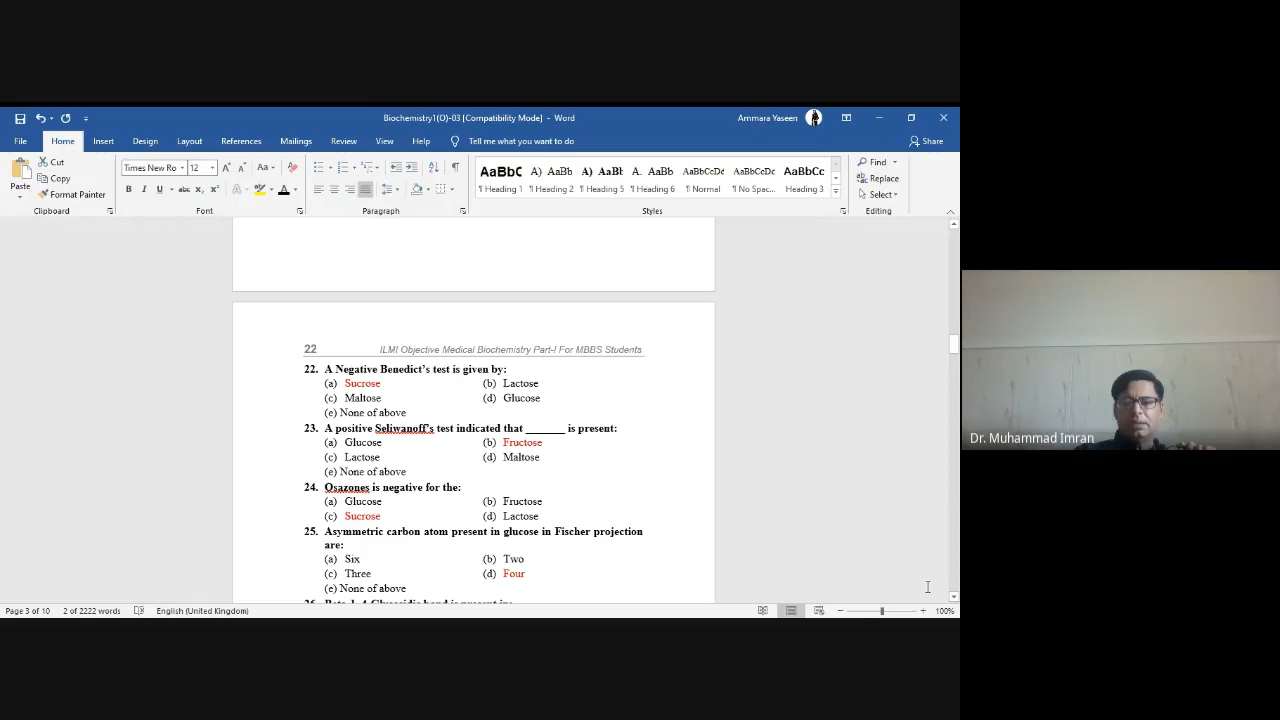 Biochemistry1(O)-03 [Compatibility Mode] - Word
Ammara Yaseen
File Home Insert Design Layout References Mailings Review View Help Tell me what you want to do Share
Paste
Cut
Copy
Format Painter
Clipboard
Times New Ro 12
Font
Paragraph
AaBbC A) AaBb A) AaBb A. AaBb AaBbCcDd AaBbCcDd AaBbCc
¶ Heading 1 ¶ Heading 2 ¶ Heading 5 ¶ Heading 6 ¶ Normal ¶ No Spac... Heading 3
Styles
Find
Replace
Select
Editing
22 ILMI Objective Medical Biochemistry Part-I For MBBS Students
22. A Negative Benedict's test is given by:
(a) Sucrose (b) Lactose
(c) Maltose (d) Glucose
(e) None of above
23. A positive Seliwanoff's test indicated that _______ is present:
(a) Glucose (b) Fructose
(c) Lactose (d) Maltose
(e) None of above
24. Osazones is negative for the:
(a) Glucose (b) Fructose
(c) Sucrose (d) Lactose
25. Asymmetric carbon atom present in glucose in Fischer projection
are:
(a) Six (b) Two
(c) Three (d) Four
(e) None of above
Page 3 of 10 2 of 2222 words English (United Kingdom) 100%
Dr. Muhammad Imran